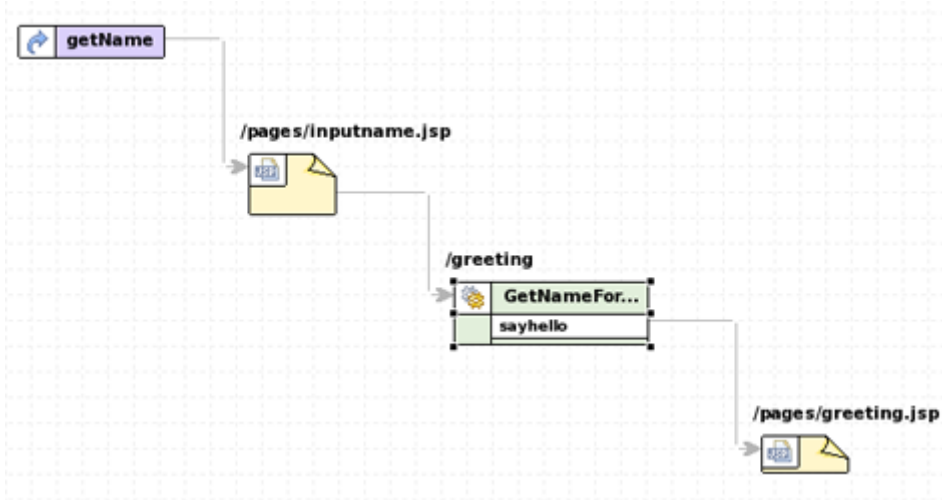 getName
/pages/inputname.jsp
/greeting
GetNameFor...
sayhello
/pages/greeting.jsp